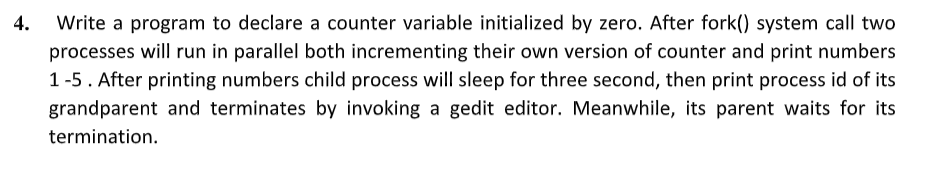 4. Write a program to declare a counter variable initialized by zero. After fork() system call two
processes will run in parallel both incrementing their own version of counter and print numbers
1 -5 . After printing numbers child process will sleep for three second, then print process id of its
grandparent and terminates by invoking a gedit editor. Meanwhile, its parent waits for its
termination.